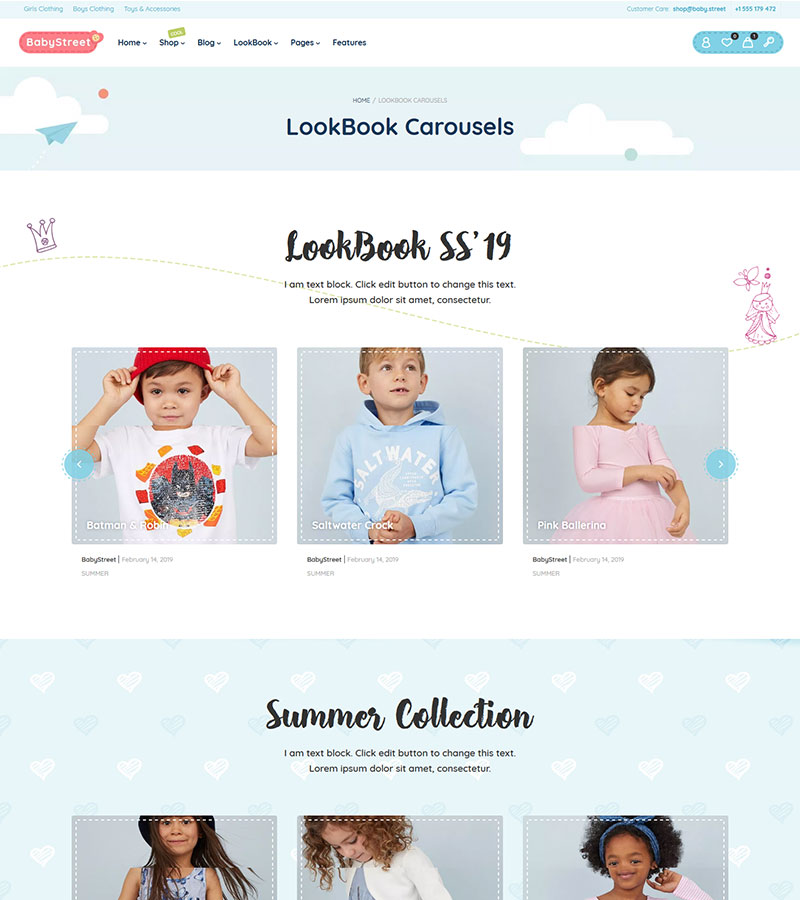 Girls Clothing Boys Clothing Toys & Accessories
Customer Care: shop@baby.street +1 555 179 472
BabyStreet
Home Shop COOL Blog LookBook Pages Features
0 1
HOME / LOOKBOOK CAROUSELS
LookBook Carousels
LookBook SS'19
I am text block. Click edit button to change this text.
Lorem ipsum dolor sit amet, consectetur.
SALTWATER
Batman & Robin
Saltwater Crock
Pink Ballerina
BabyStreet | February 14, 2019
SUMMER
BabyStreet | February 14, 2019
SUMMER
BabyStreet | February 14, 2019
SUMMER
Summer Collection
I am text block. Click edit button to change this text.
Lorem ipsum dolor sit amet, consectetur.